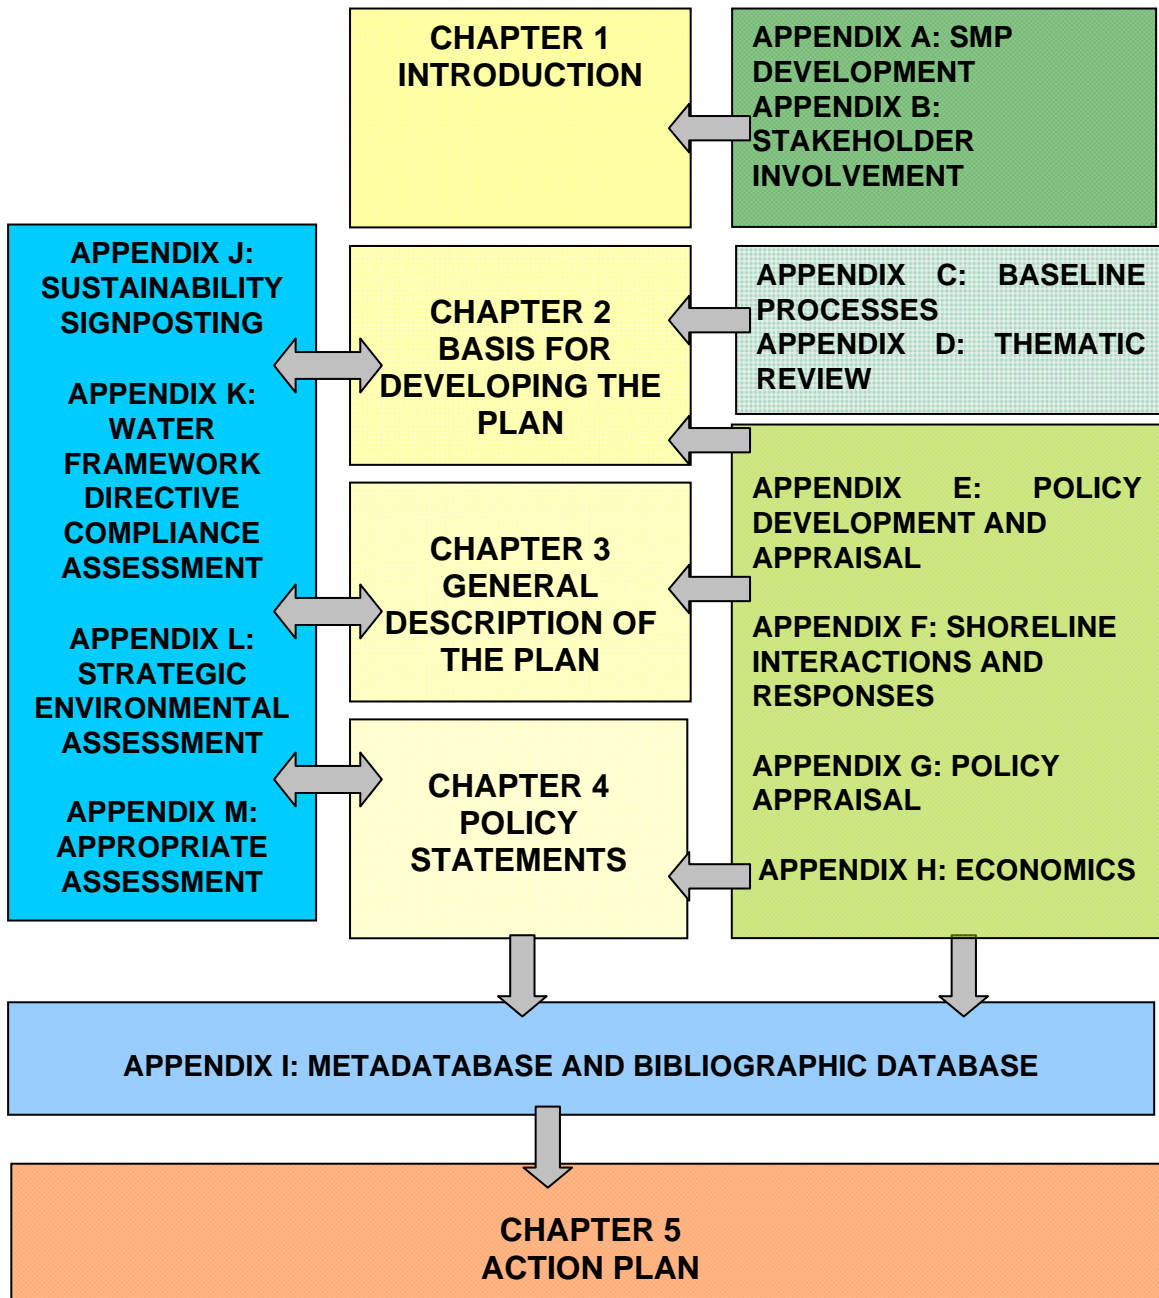 CHAPTER 1
INTRODUCTION
APPENDIX A: SMP
DEVELOPMENT
APPENDIX B:
STAKEHOLDER
INVOLVEMENT
APPENDIX J:
SUSTAINABILITY
SIGNPOSTING
APPENDIX K:
WATER
FRAMEWORK
DIRECTIVE
COMPLIANCE
ASSESSMENT
APPENDIX L:
STRATEGIC
ENVIRONMENTAL
ASSESSMENT
APPENDIX M:
APPROPRIATE
ASSESSMENT
CHAPTER 2
BASIS FOR
DEVELOPING THE
PLAN
APPENDIX C: BASELINE
PROCESSES
APPENDIX D: THEMATIC
REVIEW
CHAPTER 3
GENERAL
DESCRIPTION OF
THE PLAN
APPENDIX E: POLICY
DEVELOPMENT AND
APPRAISAL
APPENDIX F: SHORELINE
INTERACTIONS AND
RESPONSES
APPENDIX G: POLICY
APPRAISAL
APPENDIX H: ECONOMICS
CHAPTER 4
POLICY
STATEMENTS
APPENDIX I: METADATABASE AND BIBLIOGRAPHIC DATABASE
CHAPTER 5
ACTION PLAN